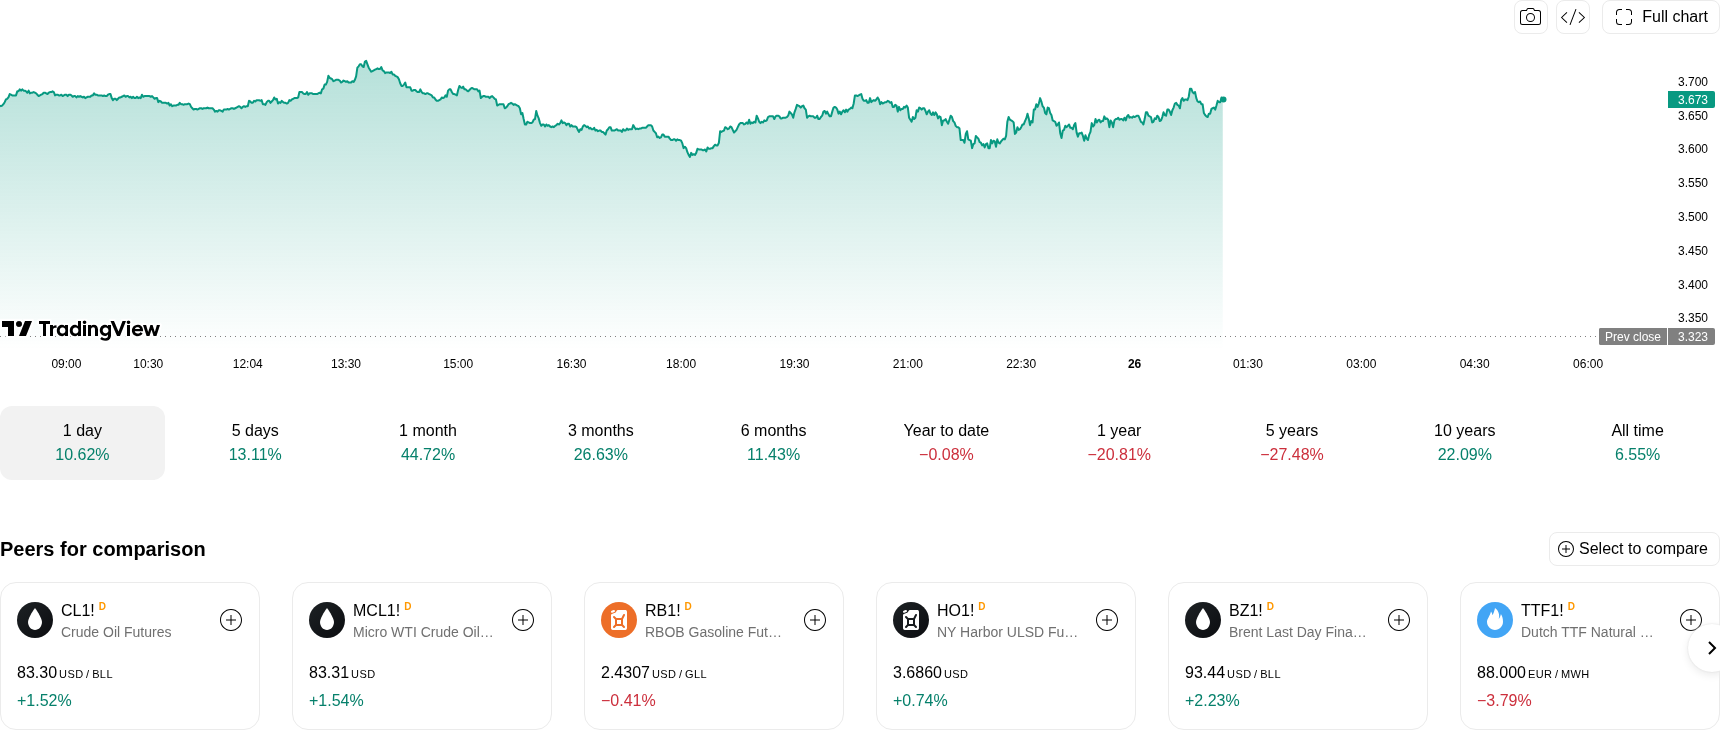 Full chart
3.700
3.673
3.650
3.600
3.550
3.500
3.450
3.400
3.350
TradingView
Prev close 3.323
09:00 10:30 12:04 13:30 15:00 16:30 18:00 19:30 21:00 22:30 26 01:30 03:00 04:30 06:00
1 day 5 days 1 month 3 months 6 months Year to date 1 year 5 years 10 years All time
10.62% 13.11% 44.72% 26.63% 11.43% −0.08% −20.81% −27.48% 22.09% 6.55%
Peers for comparison
Select to compare
CL1! D
Crude Oil Futures
83.30 USD / BLL
+1.52%
MCL1! D
Micro WTI Crude Oil…
83.31 USD
+1.54%
RB1! D
RBOB Gasoline Fut…
2.4307 USD / GLL
−0.41%
HO1! D
NY Harbor ULSD Fu…
3.6860 USD
+0.74%
BZ1! D
Brent Last Day Fina…
93.44 USD / BLL
+2.23%
TTF1! D
Dutch TTF Natural …
88.000 EUR / MWH
−3.79%